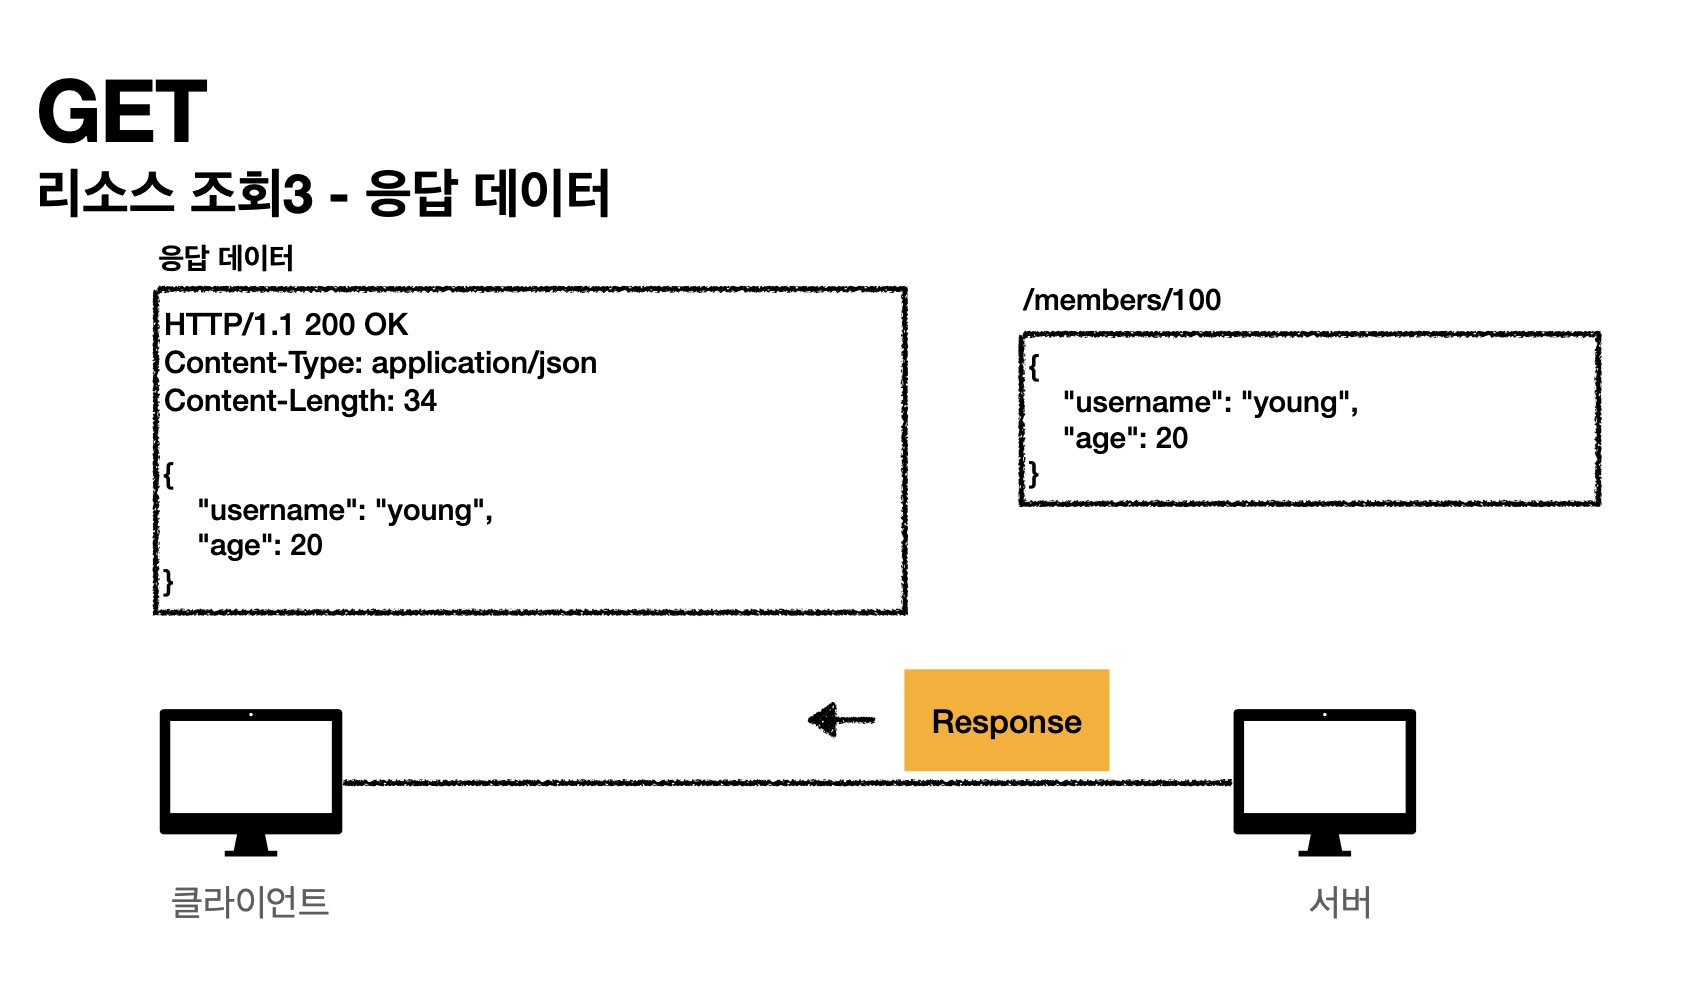 GET
리소스 조회3 - 응답 데이터
응답 데이터
HTTP/1.1 200 OK
Content-Type: application/json
Content-Length: 34
{
"username": "young",
"age": 20
}
/members/100
{
"username": "young",
"age": 20
}
Response
클라이언트
서버